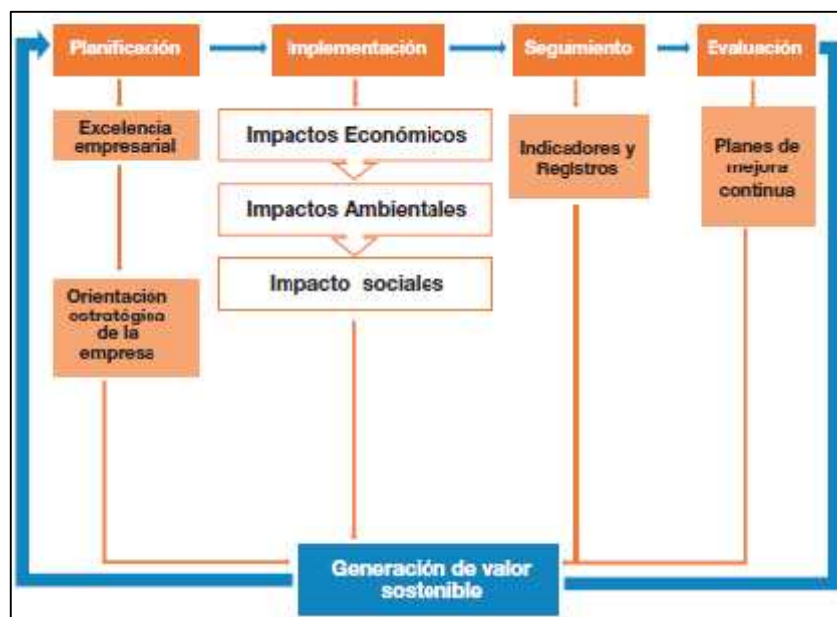 Planificación
Implementación
Seguimiento
Evaluación
Excelencia
empresarial
Orientación
estratégica
de la
empresa
Impactos Económicos
Impactos Ambientales
Impacto sociales
Indicadores y
Registros
Planes de
mejora
continua
Generación de valor
sostenible